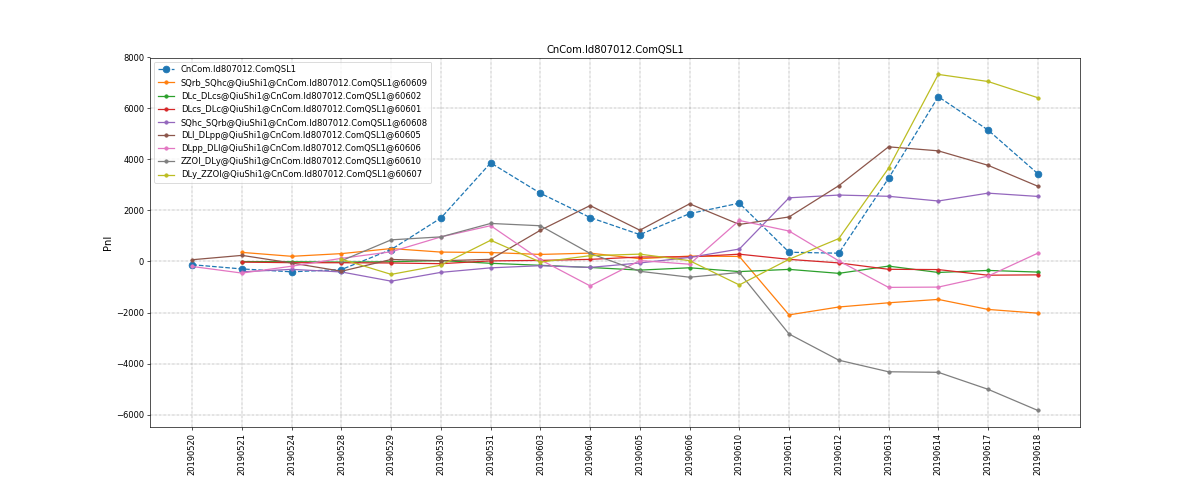 CnCom.Id807012.ComQSL1
8000
6000
4000
2000
0
−2000
−4000
−6000
Pnl
CnCom.Id807012.ComQSL1
SQrb_SQhc@QiuShi1@CnCom.Id807012.ComQSL1@60609
DLc_DLcs@QiuShi1@CnCom.Id807012.ComQSL1@60602
DLcs_DLc@QiuShi1@CnCom.Id807012.ComQSL1@60601
SQhc_SQrb@QiuShi1@CnCom.Id807012.ComQSL1@60608
DLl_DLpp@QiuShi1@CnCom.Id807012.ComQSL1@60605
DLpp_DLl@QiuShi1@CnCom.Id807012.ComQSL1@60606
ZZOI_DLy@QiuShi1@CnCom.Id807012.ComQSL1@60610
DLy_ZZOI@QiuShi1@CnCom.Id807012.ComQSL1@60607
20190520
20190521
20190524
20190528
20190529
20190530
20190531
20190603
20190604
20190605
20190606
20190610
20190611
20190612
20190613
20190614
20190617
20190618